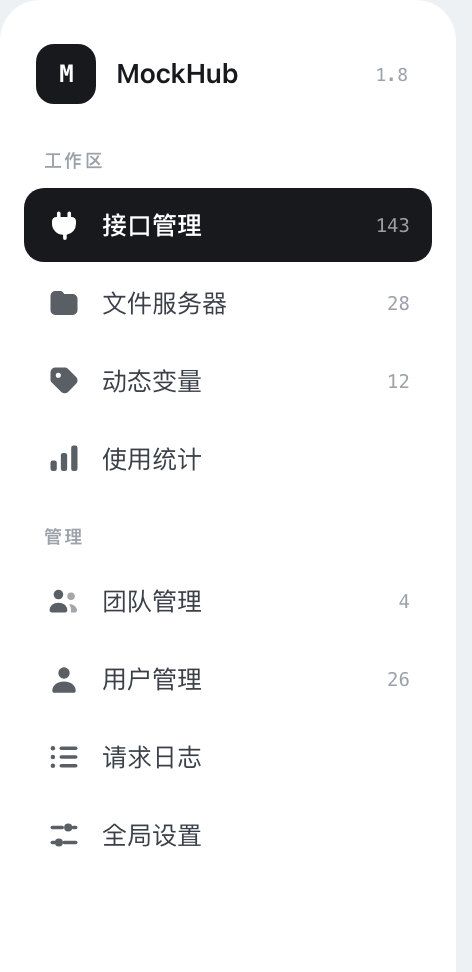 M MockHub 1.8
工作区
接口管理 143
文件服务器 28
动态变量 12
使用统计
管理
团队管理 4
用户管理 26
请求日志
全局设置